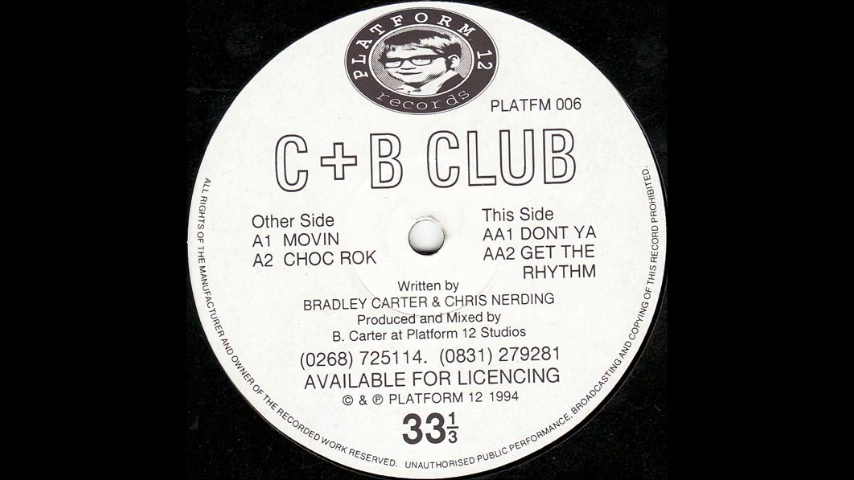 PLATFORM 12
records
PLATFM 006
C + B CLUB
Other Side
A1 MOVIN
A2 CHOC ROK
This Side
AA1 DONT YA
AA2 GET THE
RHYTHM
Written by
BRADLEY CARTER & CHRIS NERDING
Produced and Mixed by
B. Carter at Platform 12 Studios
(0268) 725114. (0831) 279281
AVAILABLE FOR LICENCING
© & ℗ PLATFORM 12 1994
33⅓
ALL RIGHTS OF THE MANUFACTURER AND OWNER OF THE RECORDED WORK RESERVED. UNAUTHORISED PUBLIC PERFORMANCE, BROADCASTING AND COPYING OF THIS RECORD PROHIBITED.